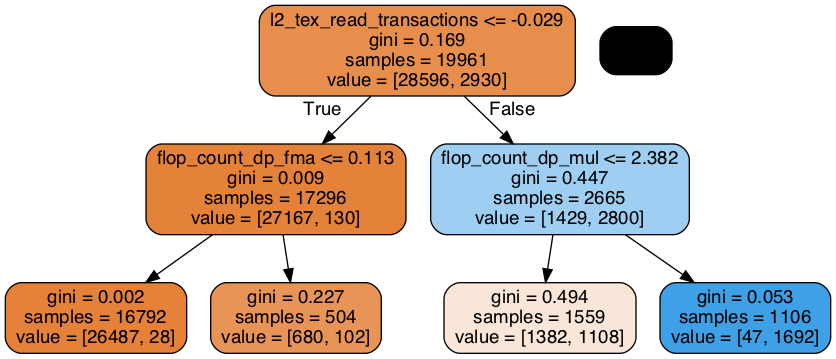 l2_tex_read_transactions <= -0.029
gini = 0.169
samples = 19961
value = [28596, 2930]
True
False
flop_count_dp_fma <= 0.113
gini = 0.009
samples = 17296
value = [27167, 130]
flop_count_dp_mul <= 2.382
gini = 0.447
samples = 2665
value = [1429, 2800]
gini = 0.002
samples = 16792
value = [26487, 28]
gini = 0.227
samples = 504
value = [680, 102]
gini = 0.494
samples = 1559
value = [1382, 1108]
gini = 0.053
samples = 1106
value = [47, 1692]